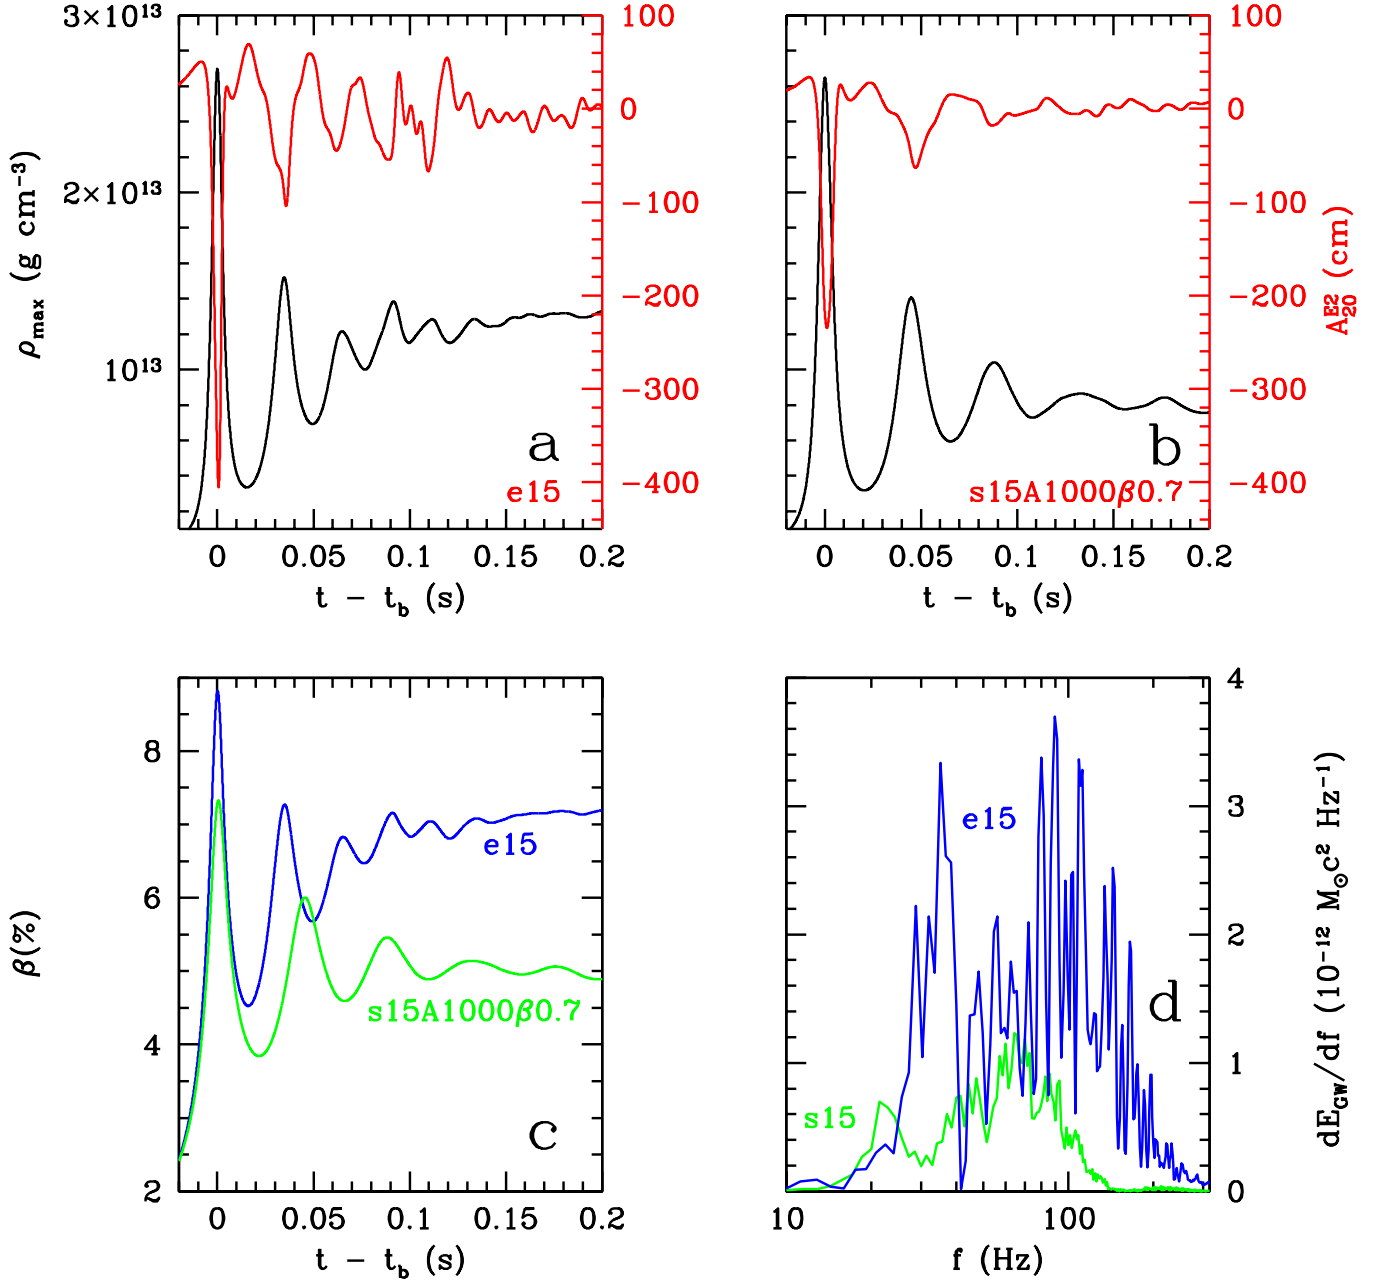 3×10¹³
2×10¹³
10¹³
ρmax (g cm⁻³)
100
0
−100
−200
−300
−400
a
e15
0 0.05 0.1 0.15 0.2
t − tb (s)
100
0
−100
−200
−300
−400
A20^E2 (cm)
b
s15A1000β0.7
0 0.05 0.1 0.15 0.2
t − tb (s)
8
6
4
2
β(%)
e15
s15A1000β0.7
c
0 0.05 0.1 0.15 0.2
t − tb (s)
4
3
2
1
0
dEGW/df (10⁻¹² M⊙c² Hz⁻¹)
e15
s15
d
10 100
f (Hz)